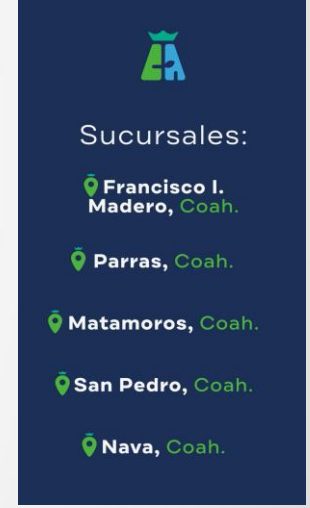 Sucursales:
Francisco I.
Madero, Coah.
Parras, Coah.
Matamoros, Coah.
San Pedro, Coah.
Nava, Coah.